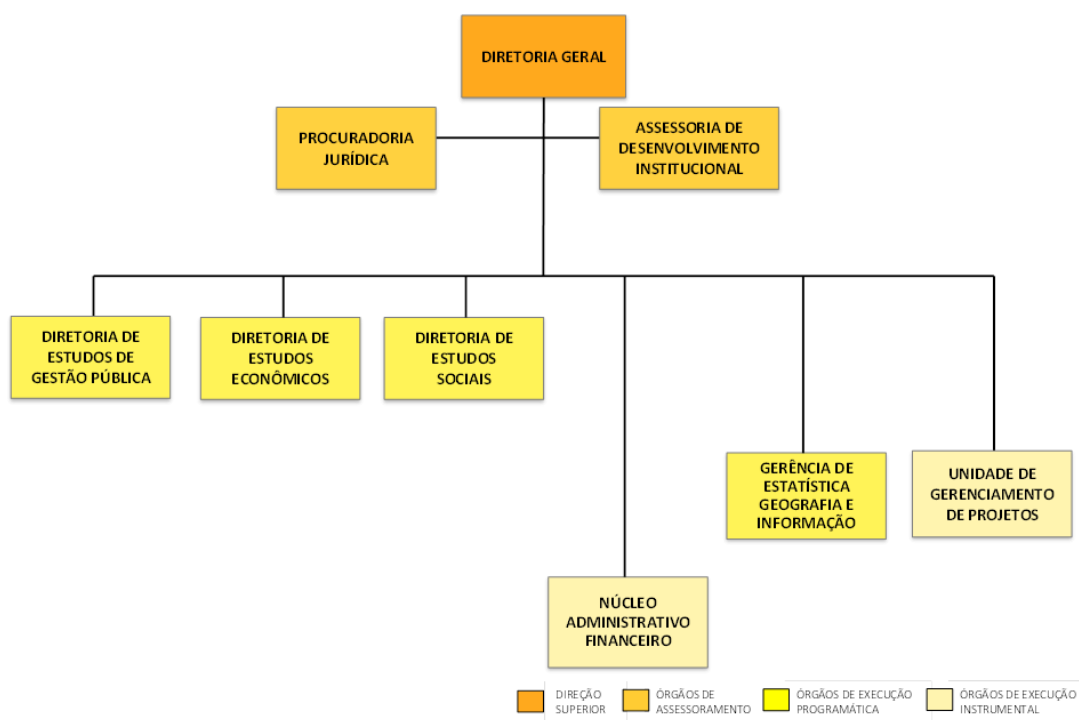 DIRETORIA GERAL
PROCURADORIA
JURÍDICA
ASSESSORIA DE
DESENVOLVIMENTO
INSTITUCIONAL
DIRETORIA DE
ESTUDOS DE
GESTÃO PÚBLICA
DIRETORIA DE
ESTUDOS
ECONÔMICOS
DIRETORIA DE
ESTUDOS
SOCIAIS
GERÊNCIA DE
ESTATÍSTICA
GEOGRAFIA E
INFORMAÇÃO
UNIDADE DE
GERENCIAMENTO
DE PROJETOS
NÚCLEO
ADMINISTRATIVO
FINANCEIRO
DIREÇÃO
SUPERIOR
ÓRGÃOS DE
ASSESSORAMENTO
ÓRGÃOS DE EXECUÇÃO
PROGRAMÁTICA
ÓRGÃOS DE EXECUÇÃO
INSTRUMENTAL